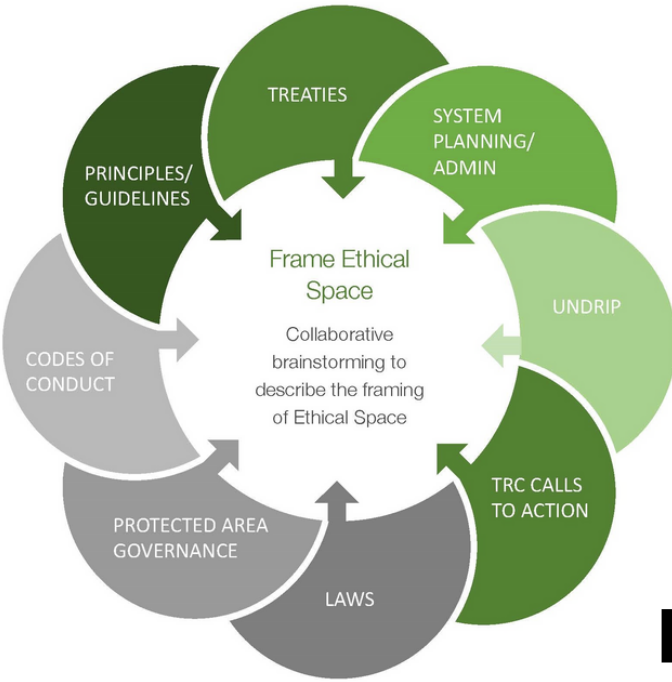 TREATIES
SYSTEM
PLANNING/
ADMIN
UNDRIP
TRC CALLS
TO ACTION
LAWS
PROTECTED AREA
GOVERNANCE
CODES OF
CONDUCT
PRINCIPLES/
GUIDELINES
Frame Ethical
Space
Collaborative
brainstorming to
describe the framing
of Ethical Space